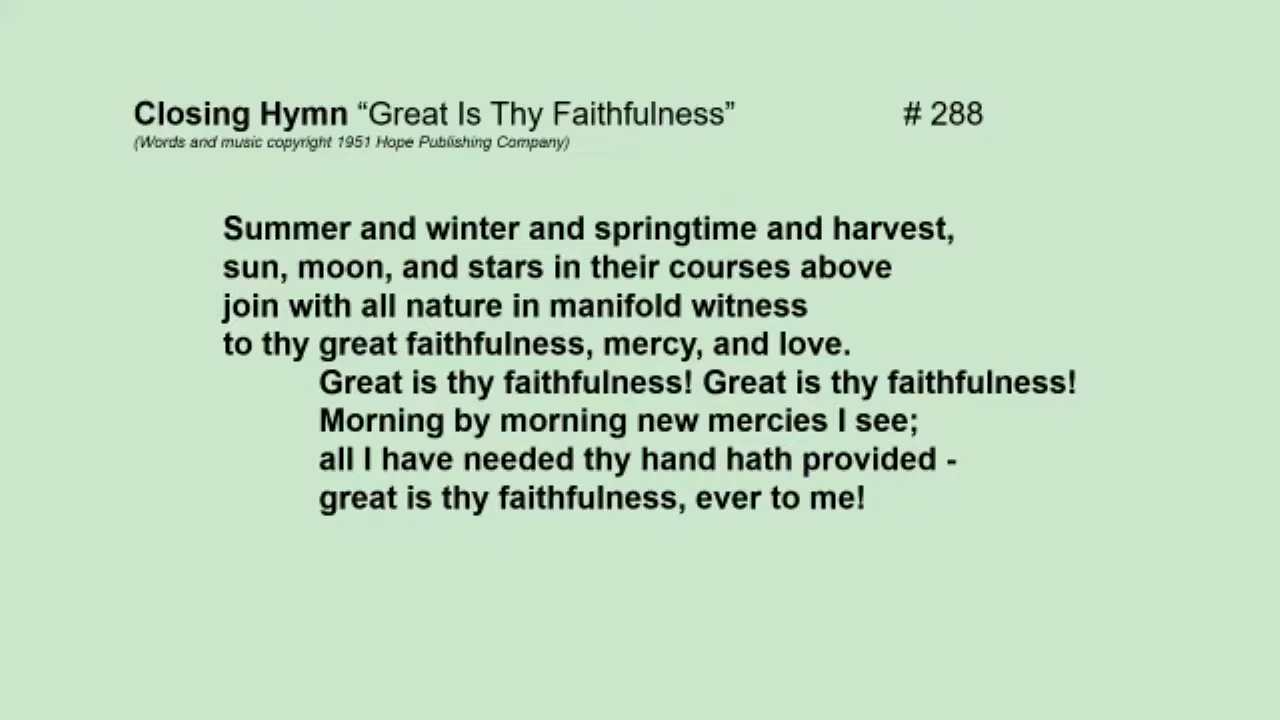 Closing Hymn “Great Is Thy Faithfulness” # 288
(Words and music copyright 1951 Hope Publishing Company)
Summer and winter and springtime and harvest,
sun, moon, and stars in their courses above
join with all nature in manifold witness
to thy great faithfulness, mercy, and love.
Great is thy faithfulness! Great is thy faithfulness!
Morning by morning new mercies I see;
all I have needed thy hand hath provided -
great is thy faithfulness, ever to me!